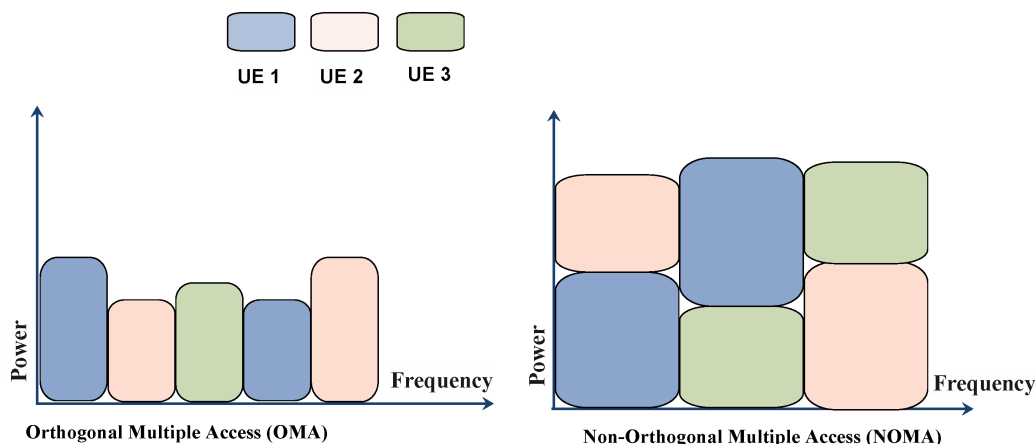 UE 1
UE 2
UE 3
Power
Frequency
Orthogonal Multiple Access (OMA)
Power
Frequency
Non-Orthogonal Multiple Access (NOMA)